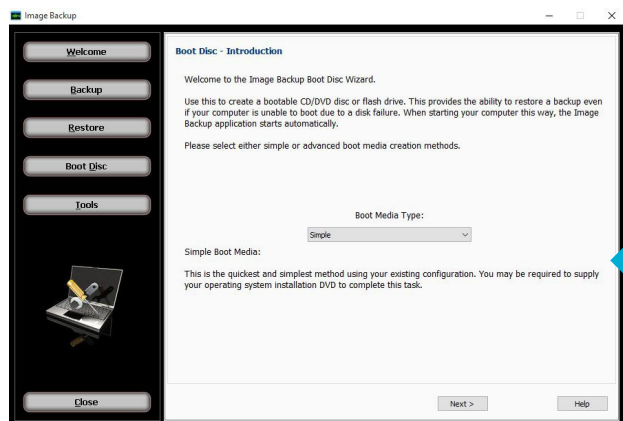 Image Backup
Welcome
Backup
Restore
Boot Disc
Tools
Close
Boot Disc - Introduction
Welcome to the Image Backup Boot Disc Wizard.
Use this to create a bootable CD/DVD disc or flash drive. This provides the ability to restore a backup even
if your computer is unable to boot due to a disk failure. When starting your computer this way, the Image
Backup application starts automatically.
Please select either simple or advanced boot media creation methods.
Boot Media Type:
Simple
Simple Boot Media:
This is the quickest and simplest method using your existing configuration. You may be required to supply
your operating system installation DVD to complete this task.
Next >
Help